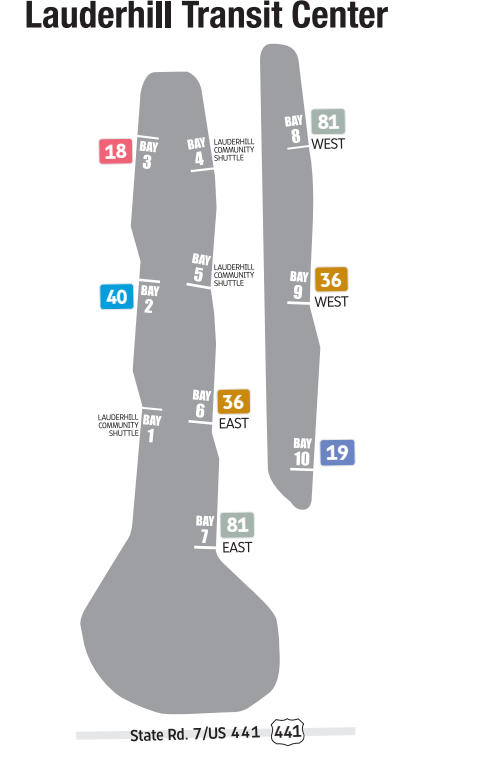 Lauderhill Transit Center
18
BAY
3
BAY
4
LAUDERHILL
COMMUNITY
SHUTTLE
BAY
8
81
WEST
40
BAY
2
BAY
5
LAUDERHILL
COMMUNITY
SHUTTLE
BAY
9
36
WEST
LAUDERHILL
COMMUNITY
SHUTTLE
BAY
1
BAY
6
36
EAST
BAY
10
19
BAY
7
81
EAST
State Rd. 7/US 441 441